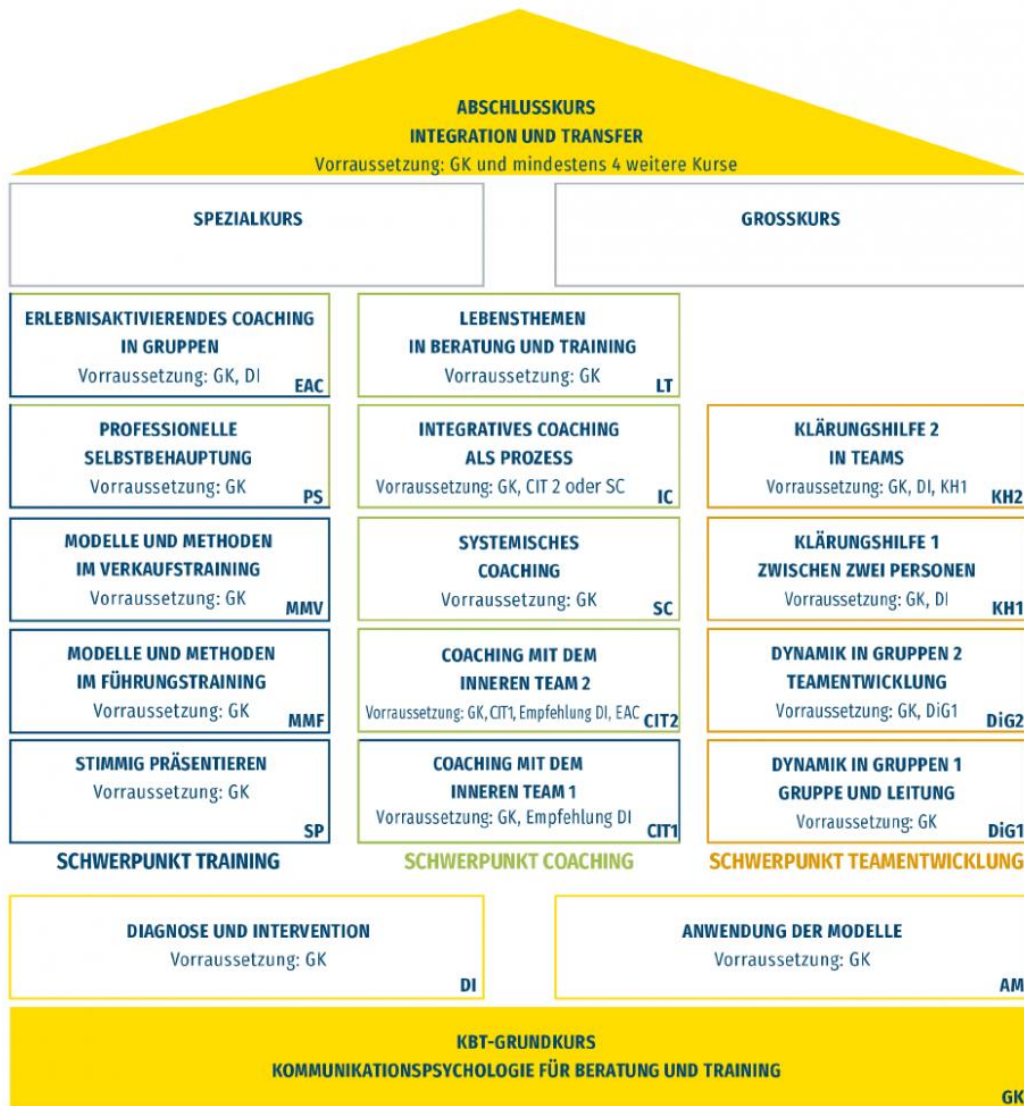 ABSCHLUSSKURS
INTEGRATION UND TRANSFER
Vorraussetzung: GK und mindestens 4 weitere Kurse
SPEZIALKURS
GROSSKURS
ERLEBNISAKTIVIERENDES COACHING
IN GRUPPEN
Vorraussetzung: GK, DI
EAC
LEBENSTHEMEN
IN BERATUNG UND TRAINING
Vorraussetzung: GK
LT
PROFESSIONELLE
SELBSTBEHAUPTUNG
Vorraussetzung: GK
PS
INTEGRATIVES COACHING
ALS PROZESS
Vorraussetzung: GK, CIT 2 oder SC
IC
KLÄRUNGSHILFE 2
IN TEAMS
Vorraussetzung: GK, DI, KH1
KH2
MODELLE UND METHODEN
IM VERKAUFSTRAINING
Vorraussetzung: GK
MMV
SYSTEMISCHES
COACHING
Vorraussetzung: GK
SC
KLÄRUNGSHILFE 1
ZWISCHEN ZWEI PERSONEN
Vorraussetzung: GK, DI
KH1
MODELLE UND METHODEN
IM FÜHRUNGSTRAINING
Vorraussetzung: GK
MMF
COACHING MIT DEM
INNEREN TEAM 2
Vorraussetzung: GK, CIT1, Empfehlung DI, EAC
CIT2
DYNAMIK IN GRUPPEN 2
TEAMENTWICKLUNG
Vorraussetzung: GK, DiG1
DiG2
STIMMIG PRÄSENTIEREN
Vorraussetzung: GK
SP
COACHING MIT DEM
INNEREN TEAM 1
Vorraussetzung: GK, Empfehlung DI
CIT1
DYNAMIK IN GRUPPEN 1
GRUPPE UND LEITUNG
Vorraussetzung: GK
DiG1
SCHWERPUNKT TRAINING
SCHWERPUNKT COACHING
SCHWERPUNKT TEAMENTWICKLUNG
DIAGNOSE UND INTERVENTION
Vorraussetzung: GK
DI
ANWENDUNG DER MODELLE
Vorraussetzung: GK
AM
KBT-GRUNDKURS
KOMMUNIKATIONSPSYCHOLOGIE FÜR BERATUNG UND TRAINING
GK